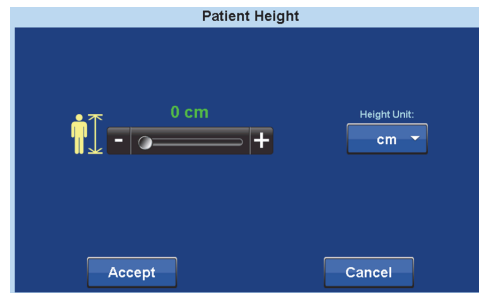 Patient Height
0 cm
Height Unit:
- +
cm
Accept Cancel